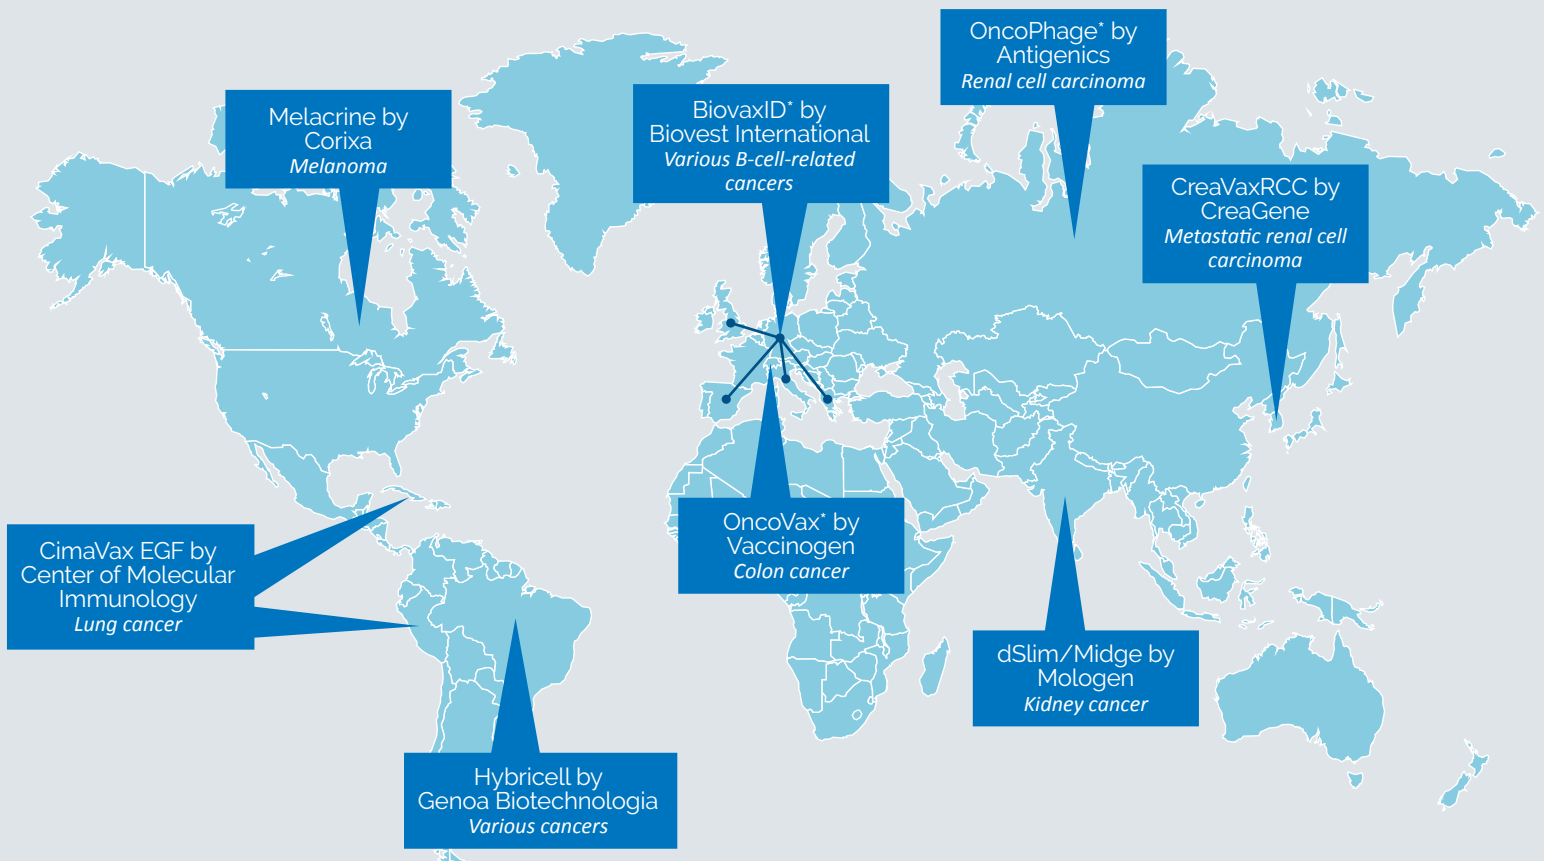 OncoPhage* by
Antigenics
Renal cell carcinoma
Melacrine by
Corixa
Melanoma
BiovaxID* by
Biovest International
Various B-cell-related
cancers
CreaVaxRCC by
CreaGene
Metastatic renal cell
carcinoma
CimaVax EGF by
Center of Molecular
Immunology
Lung cancer
OncoVax* by
Vaccinogen
Colon cancer
dSlim/Midge by
Mologen
Kidney cancer
Hybricell by
Genoa Biotechnologia
Various cancers